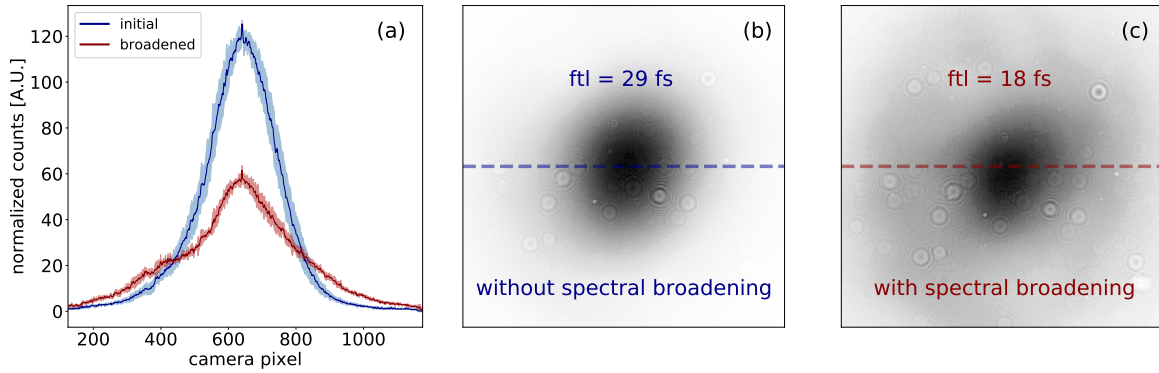 normalized counts [A.U.]
120
100
80
60
40
20
0
initial
broadened
(a)
200 400 600 800 1000
camera pixel
(b)
ftl = 29 fs
without spectral broadening
(c)
ftl = 18 fs
with spectral broadening